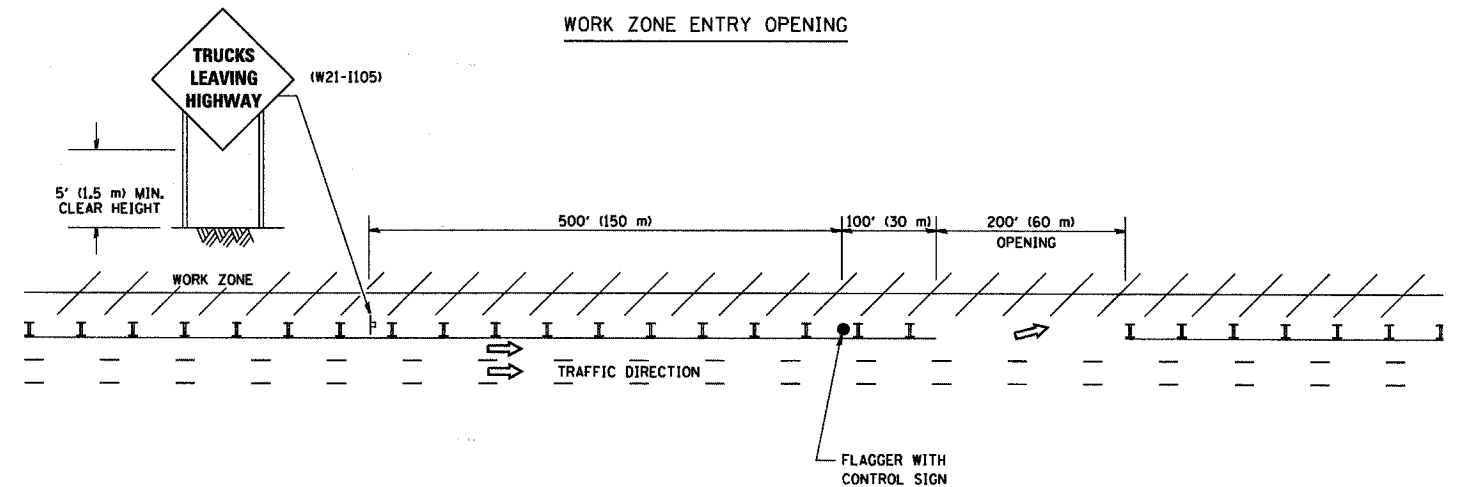 WORK ZONE ENTRY OPENING
TRUCKS
LEAVING
HIGHWAY
(W21-I105)
5' (1.5 m) MIN.
CLEAR HEIGHT
500' (150 m)
100' (30 m)
200' (60 m)
OPENING
WORK ZONE
TRAFFIC DIRECTION
FLAGGER WITH
CONTROL SIGN